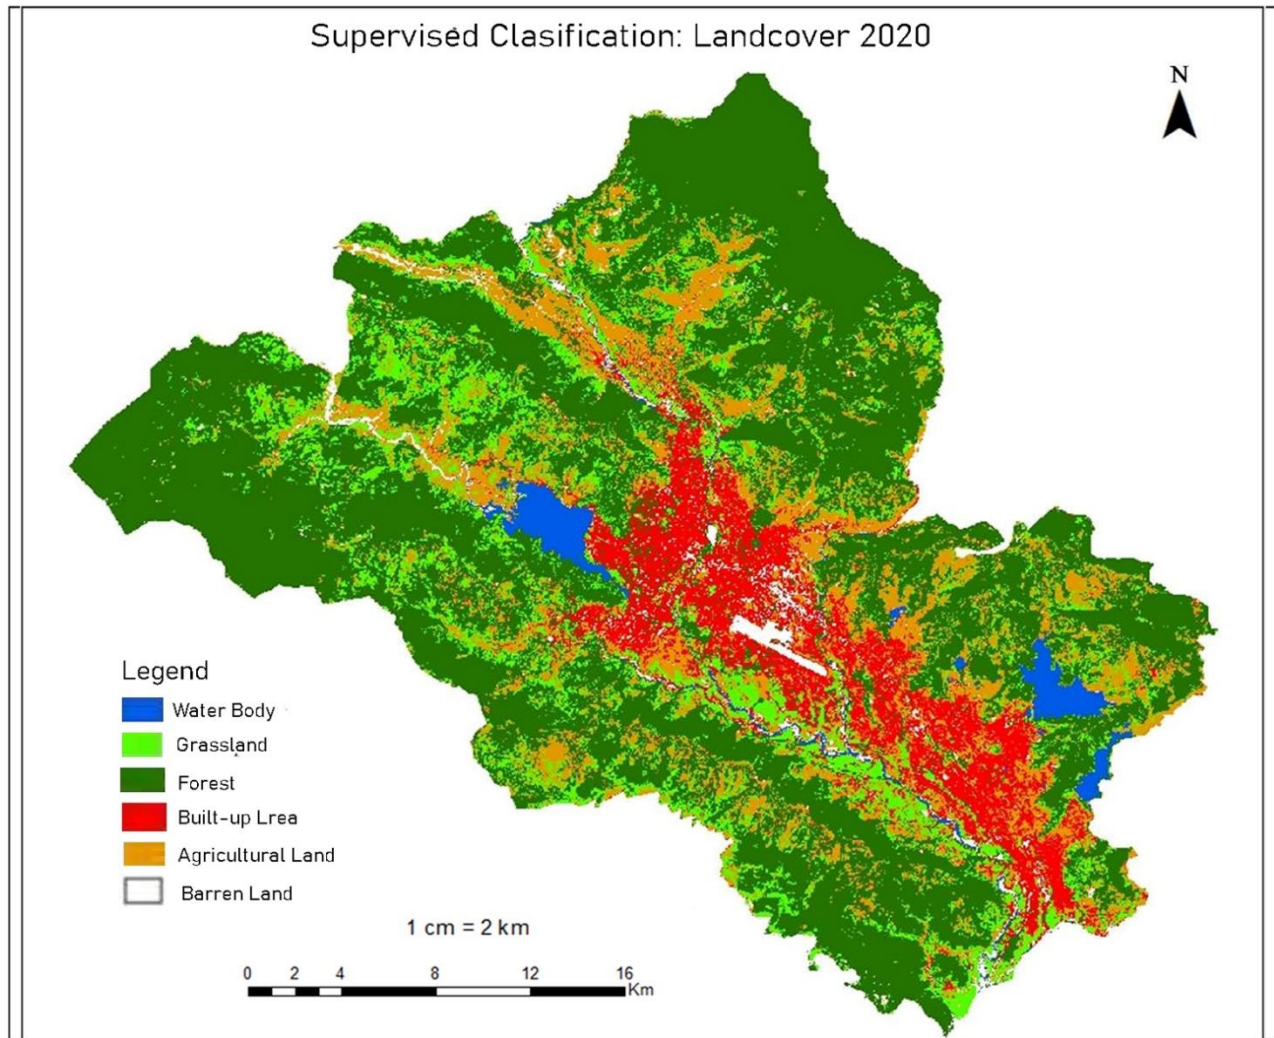 Supervised Clasification: Landcover 2020
N
Legend
Water Body
Grassland
Forest
Built-up Lrea
Agricultural Land
Barren Land
1 cm = 2 km
0 2 4 8 12 16
Km